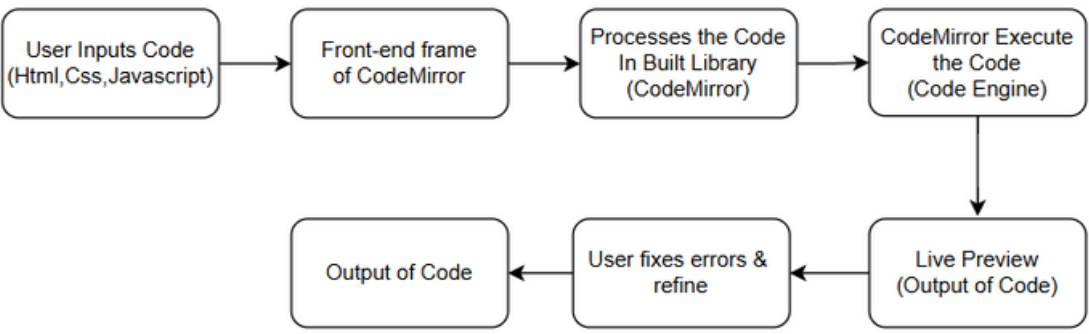 User Inputs Code
(Html,Css,Javascript)
Front-end frame
of CodeMirror
Processes the Code
In Built Library
(CodeMirror)
CodeMirror Execute
the Code
(Code Engine)
Live Preview
(Output of Code)
User fixes errors &
refine
Output of Code